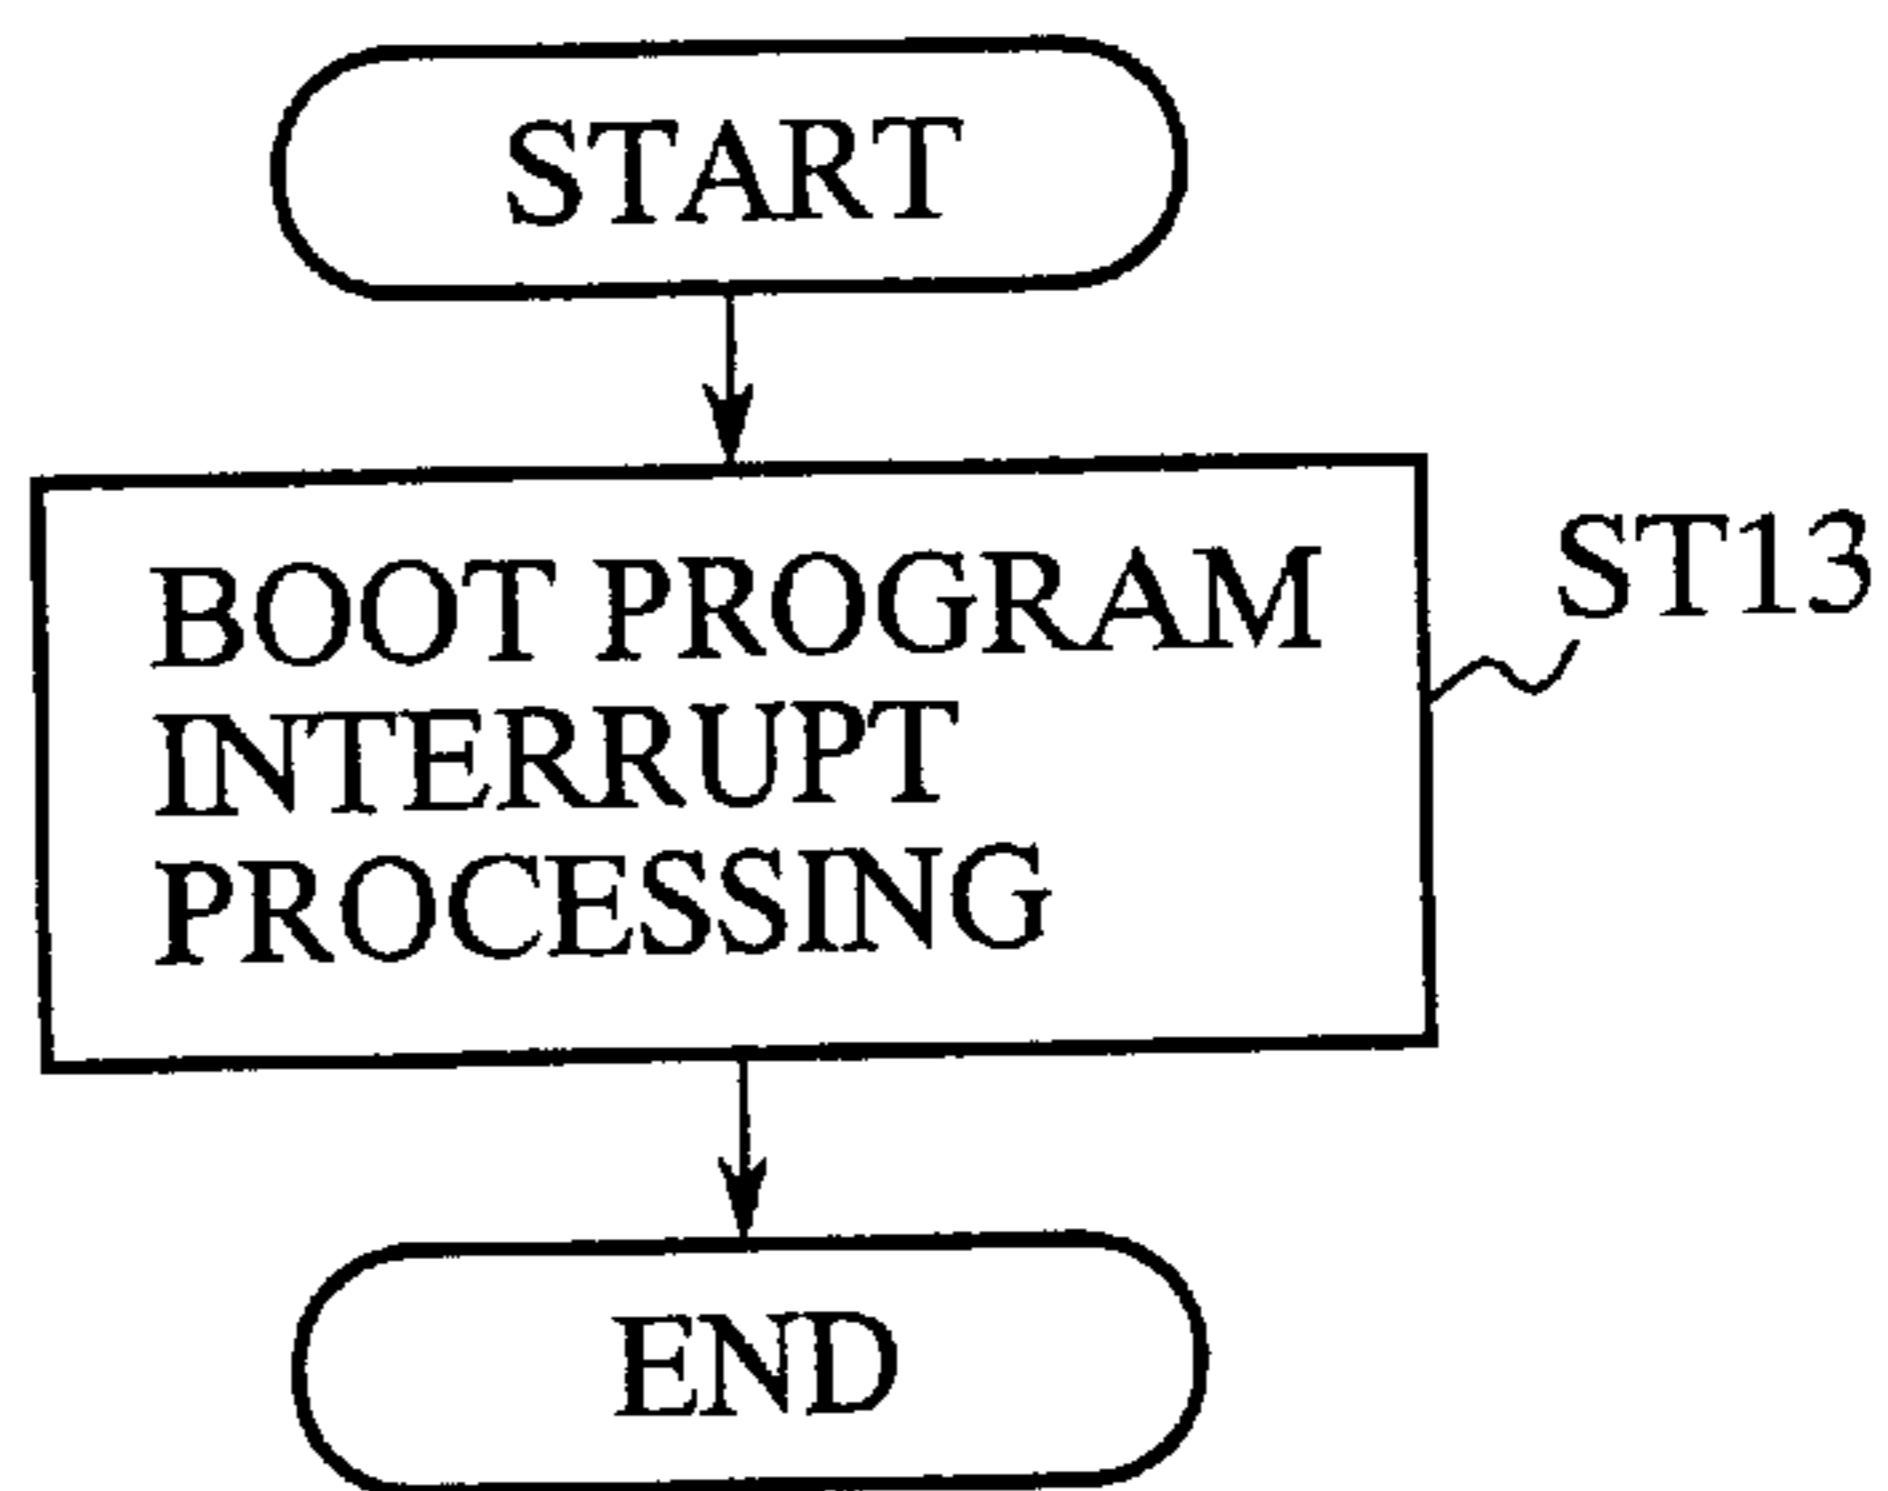 START
BOOT PROGRAM
INTERRUPT
PROCESSING
ST13
END